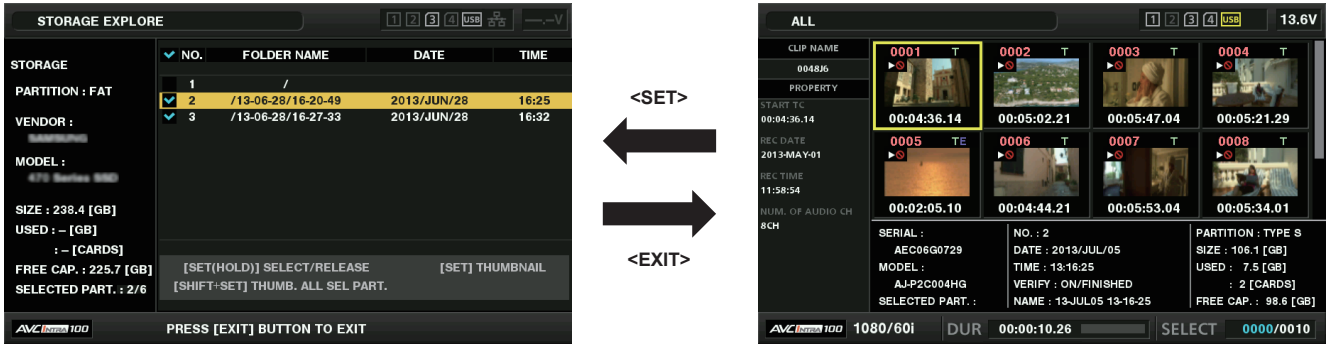 STORAGE EXPLORE
1 2 3 4 USB
--.-V
STORAGE
PARTITION : FAT
VENDOR :
SAMSUNG
MODEL :
470 Series SSD
SIZE : 238.4 [GB]
USED : – [GB]
: – [CARDS]
FREE CAP. : 225.7 [GB]
SELECTED PART. : 2/6
NO. FOLDER NAME DATE TIME
1 /
2 /13-06-28/16-20-49 2013/JUN/28 16:25
3 /13-06-28/16-27-33 2013/JUN/28 16:32
[SET(HOLD)] SELECT/RELEASE [SET] THUMBNAIL
[SHIFT+SET] THUMB. ALL SEL PART.
AVC INTRA 100
PRESS [EXIT] BUTTON TO EXIT
<SET>
<EXIT>
ALL
1 2 3 4 USB
13.6V
CLIP NAME
0048J6
PROPERTY
START TC
00:04:36.14
REC DATE
2013-MAY-01
REC TIME
11:58:54
NUM. OF AUDIO CH
8CH
0001 T
0002 T
0003 T
0004 T
00:04:36.14
00:05:02.21
00:05:47.04
00:05:21.29
0005 TE
0006 T
0007 T
0008 T
00:02:05.10
00:04:44.21
00:05:53.04
00:05:34.01
SERIAL :
AEC06G0729
MODEL :
AJ-P2C004HG
SELECTED PART. :
NO. : 2
DATE : 2013/JUL/05
TIME : 13:16:25
VERIFY : ON/FINISHED
NAME : 13-JUL05 13-16-25
PARTITION : TYPE S
SIZE : 106.1 [GB]
USED : 7.5 [GB]
: 2 [CARDS]
FREE CAP. : 98.6 [GB]
AVC INTRA 100
1080/60i
DUR 00:00:10.26
SELECT 0000/0010